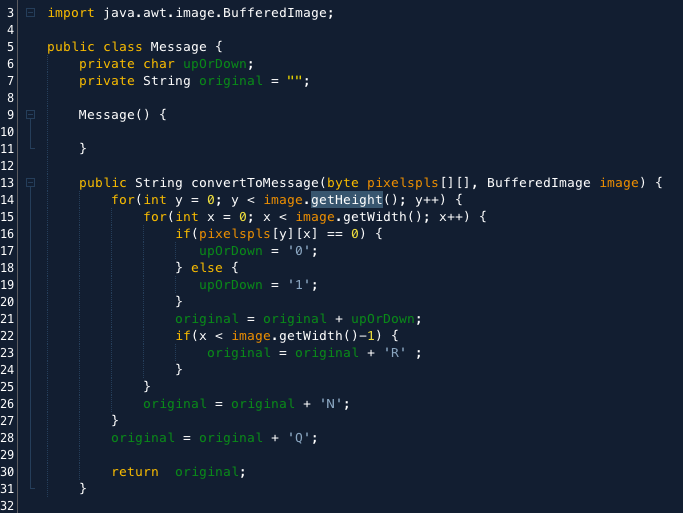 3 import java.awt.image.BufferedImage;
4
5 public class Message {
6     private char upOrDown;
7     private String original = "";
8
9     Message() {
10
11     }
12
13     public String convertToMessage(byte pixelspls[][], BufferedImage image) {
14         for(int y = 0; y < image.getHeight(); y++) {
15             for(int x = 0; x < image.getWidth(); x++) {
16                 if(pixelspls[y][x] == 0) {
17                    upOrDown = '0';
18                 } else {
19                    upOrDown = '1';
20                 }
21                 original = original + upOrDown;
22                 if(x < image.getWidth()-1) {
23                     original = original + 'R' ;
24                 }
25             }
26             original = original + 'N';
27         }
28         original = original + 'Q';
29
30         return  original;
31     }
32